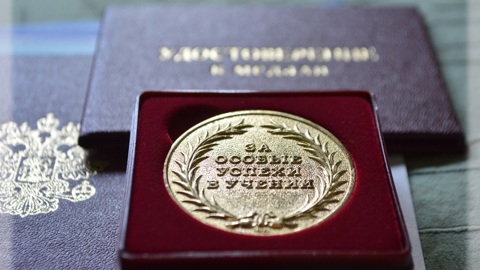 УДОСТОВЕРЕНИЕ
К МЕДАЛИ
ЗА
ОСОБЫЕ
УСПЕХИ
В УЧЕНИИ